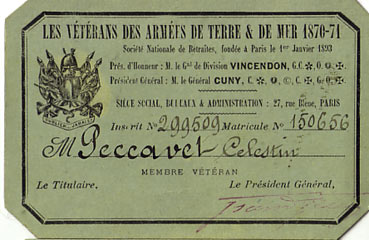 LES VÉTÉRANS DES ARMÉES DE TERRE & DE MER 1870-71
Société Nationale de Retraites, fondée à Paris le 1er Janvier 1893
Prés. d'Honneur : M. le Gal de Division VINCENDON, G.C.
Président Général : M. le Général CUNY, C.
SIÈGE SOCIAL, BUREAUX & ADMINISTRATION : 27, rue Blene, PARIS
Inscrit No 299509 Matricule No 150656
M Peccavet Celestin
MEMBRE VÉTÉRAN
Le Titulaire. Le Président Général,